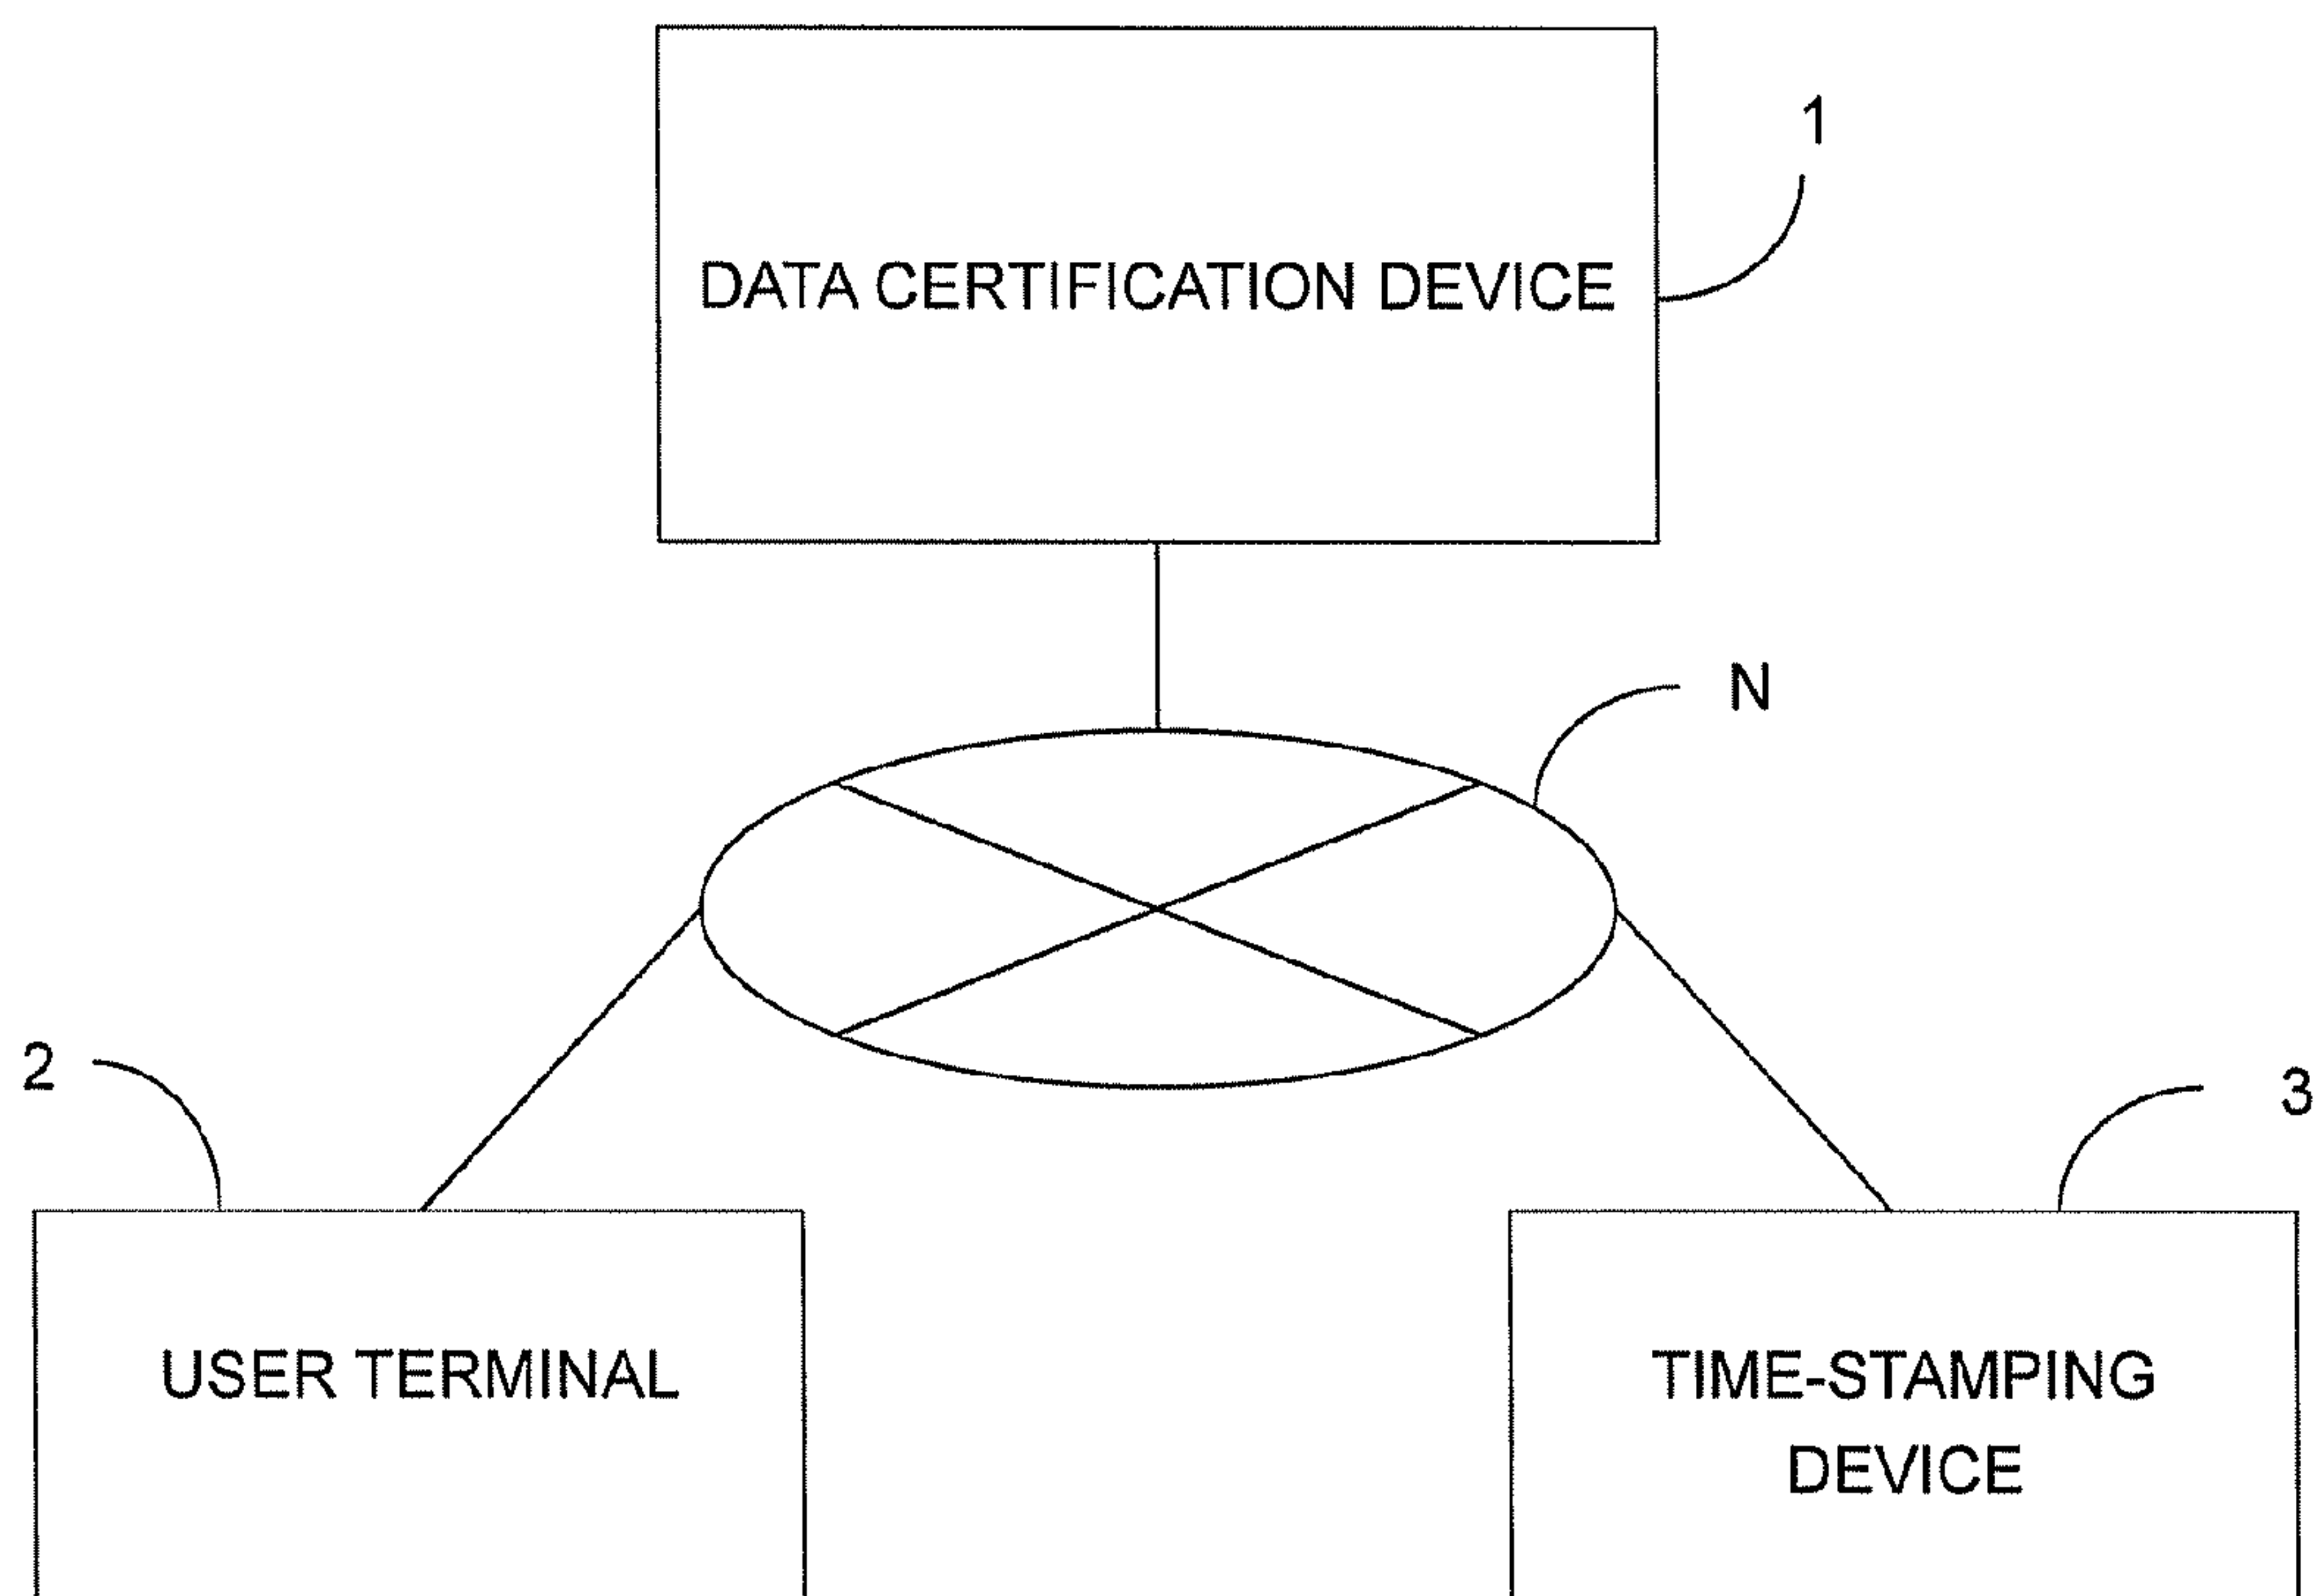 1
DATA CERTIFICATION DEVICE
N
2
3
USER TERMINAL
TIME-STAMPING
DEVICE